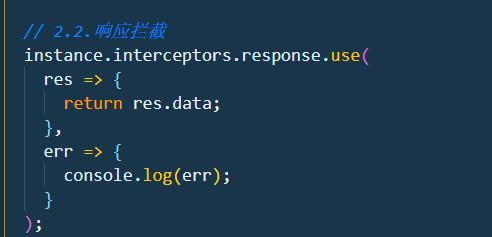 // 2.2.响应拦截
instance.interceptors.response.use(
  res => {
    return res.data;
  },
  err => {
    console.log(err);
  }
);